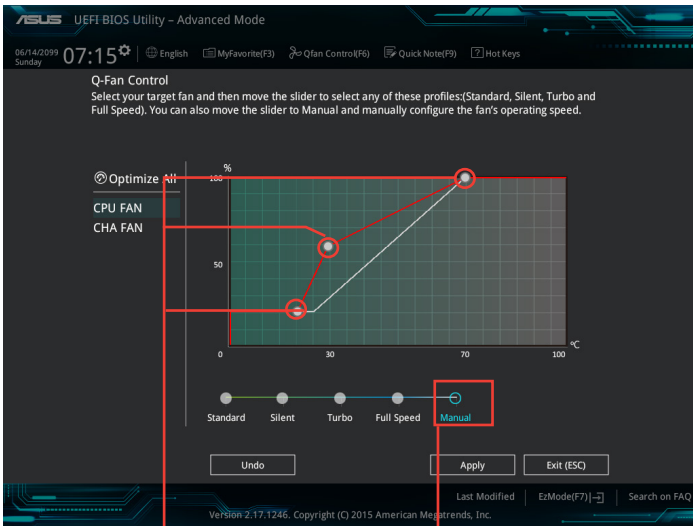 ASUS UEFI BIOS Utility – Advanced Mode
06/14/2099
Sunday
07:15
English MyFavorite(F3) Qfan Control(F6) Quick Note(F9) ? Hot Keys
Q-Fan Control
Select your target fan and then move the slider to select any of these profiles:(Standard, Silent, Turbo and
Full Speed). You can also move the slider to Manual and manually configure the fan's operating speed.
Optimize All
CPU FAN
CHA FAN
%
100
50
0 30 70 100
°C
Standard Silent Turbo Full Speed Manual
Undo Apply Exit (ESC)
Last Modified EzMode(F7) Search on FAQ
Version 2.17.1246. Copyright (C) 2015 American Megatrends, Inc.